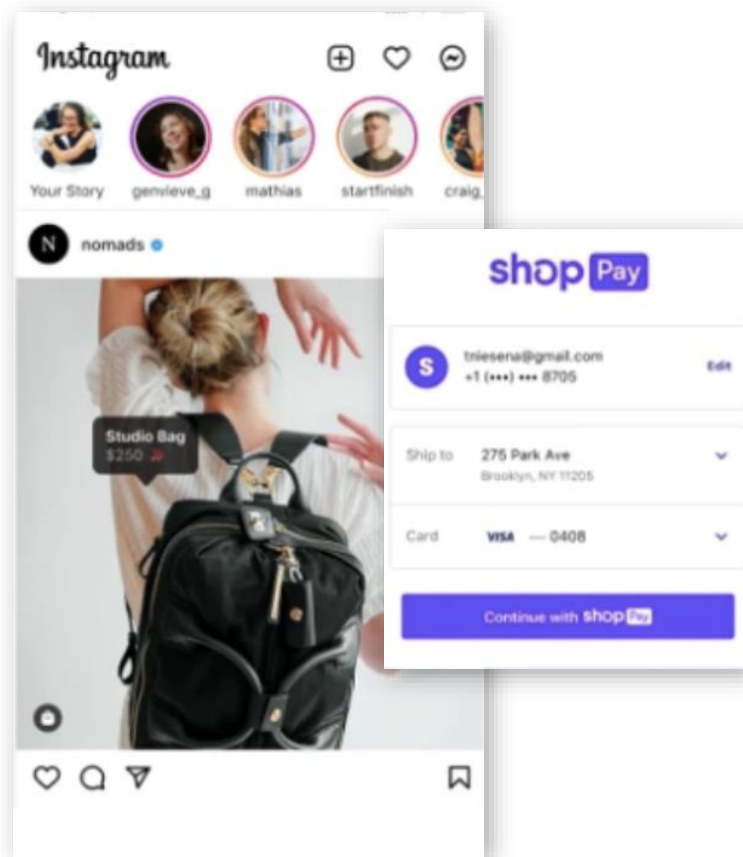 Instagram
Your Story
genvieve_g
mathias
startfinish
craig_
N nomads
Studio Bag
$250
shop Pay
S
tniesena@gmail.com
+1 (•••) ••• 8705
Edit
Ship to
275 Park Ave
Brooklyn, NY 11205
Card
VISA
0408
Continue with shop Pay